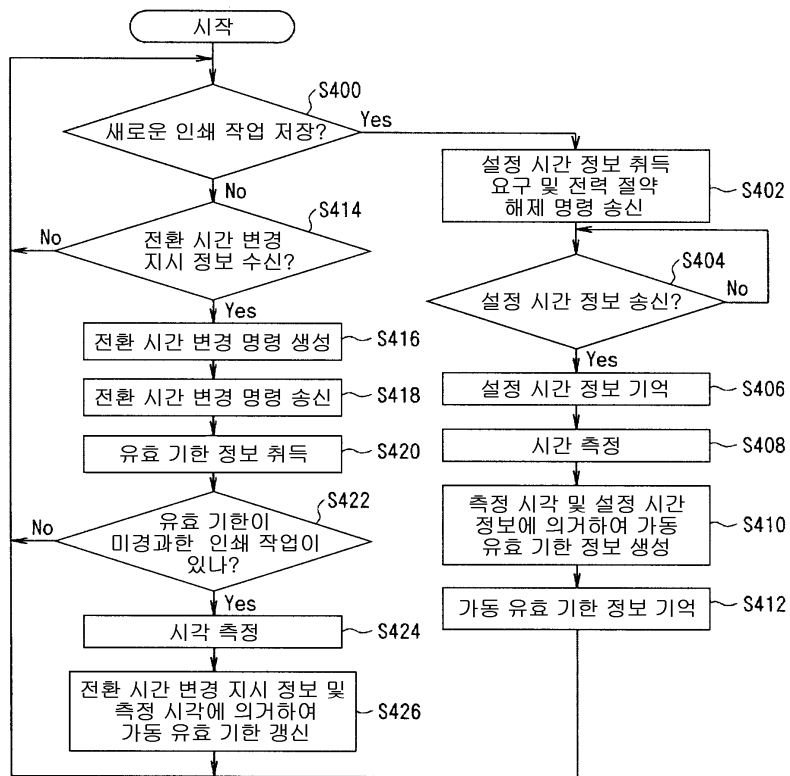 시작
S400
새로운 인쇄 작업 저장?
Yes
No
설정 시간 정보 취득
요구 및 전력 절약
해제 명령 송신
S402
S414
전환 시간 변경
지시 정보 수신?
No
Yes
S404
설정 시간 정보 송신?
No
Yes
전환 시간 변경 명령 생성
S416
설정 시간 정보 기억
S406
전환 시간 변경 명령 송신
S418
시간 측정
S408
유효 기한 정보 취득
S420
측정 시각 및 설정 시간
정보에 의거하여 가동
유효 기한 정보 생성
S410
S422
유효 기한이
미경과한 인쇄 작업이
있나?
No
Yes
가동 유효 기한 정보 기억
S412
시각 측정
S424
전환 시간 변경 지시 정보 및
측정 시각에 의거하여
가동 유효 기한 갱신
S426